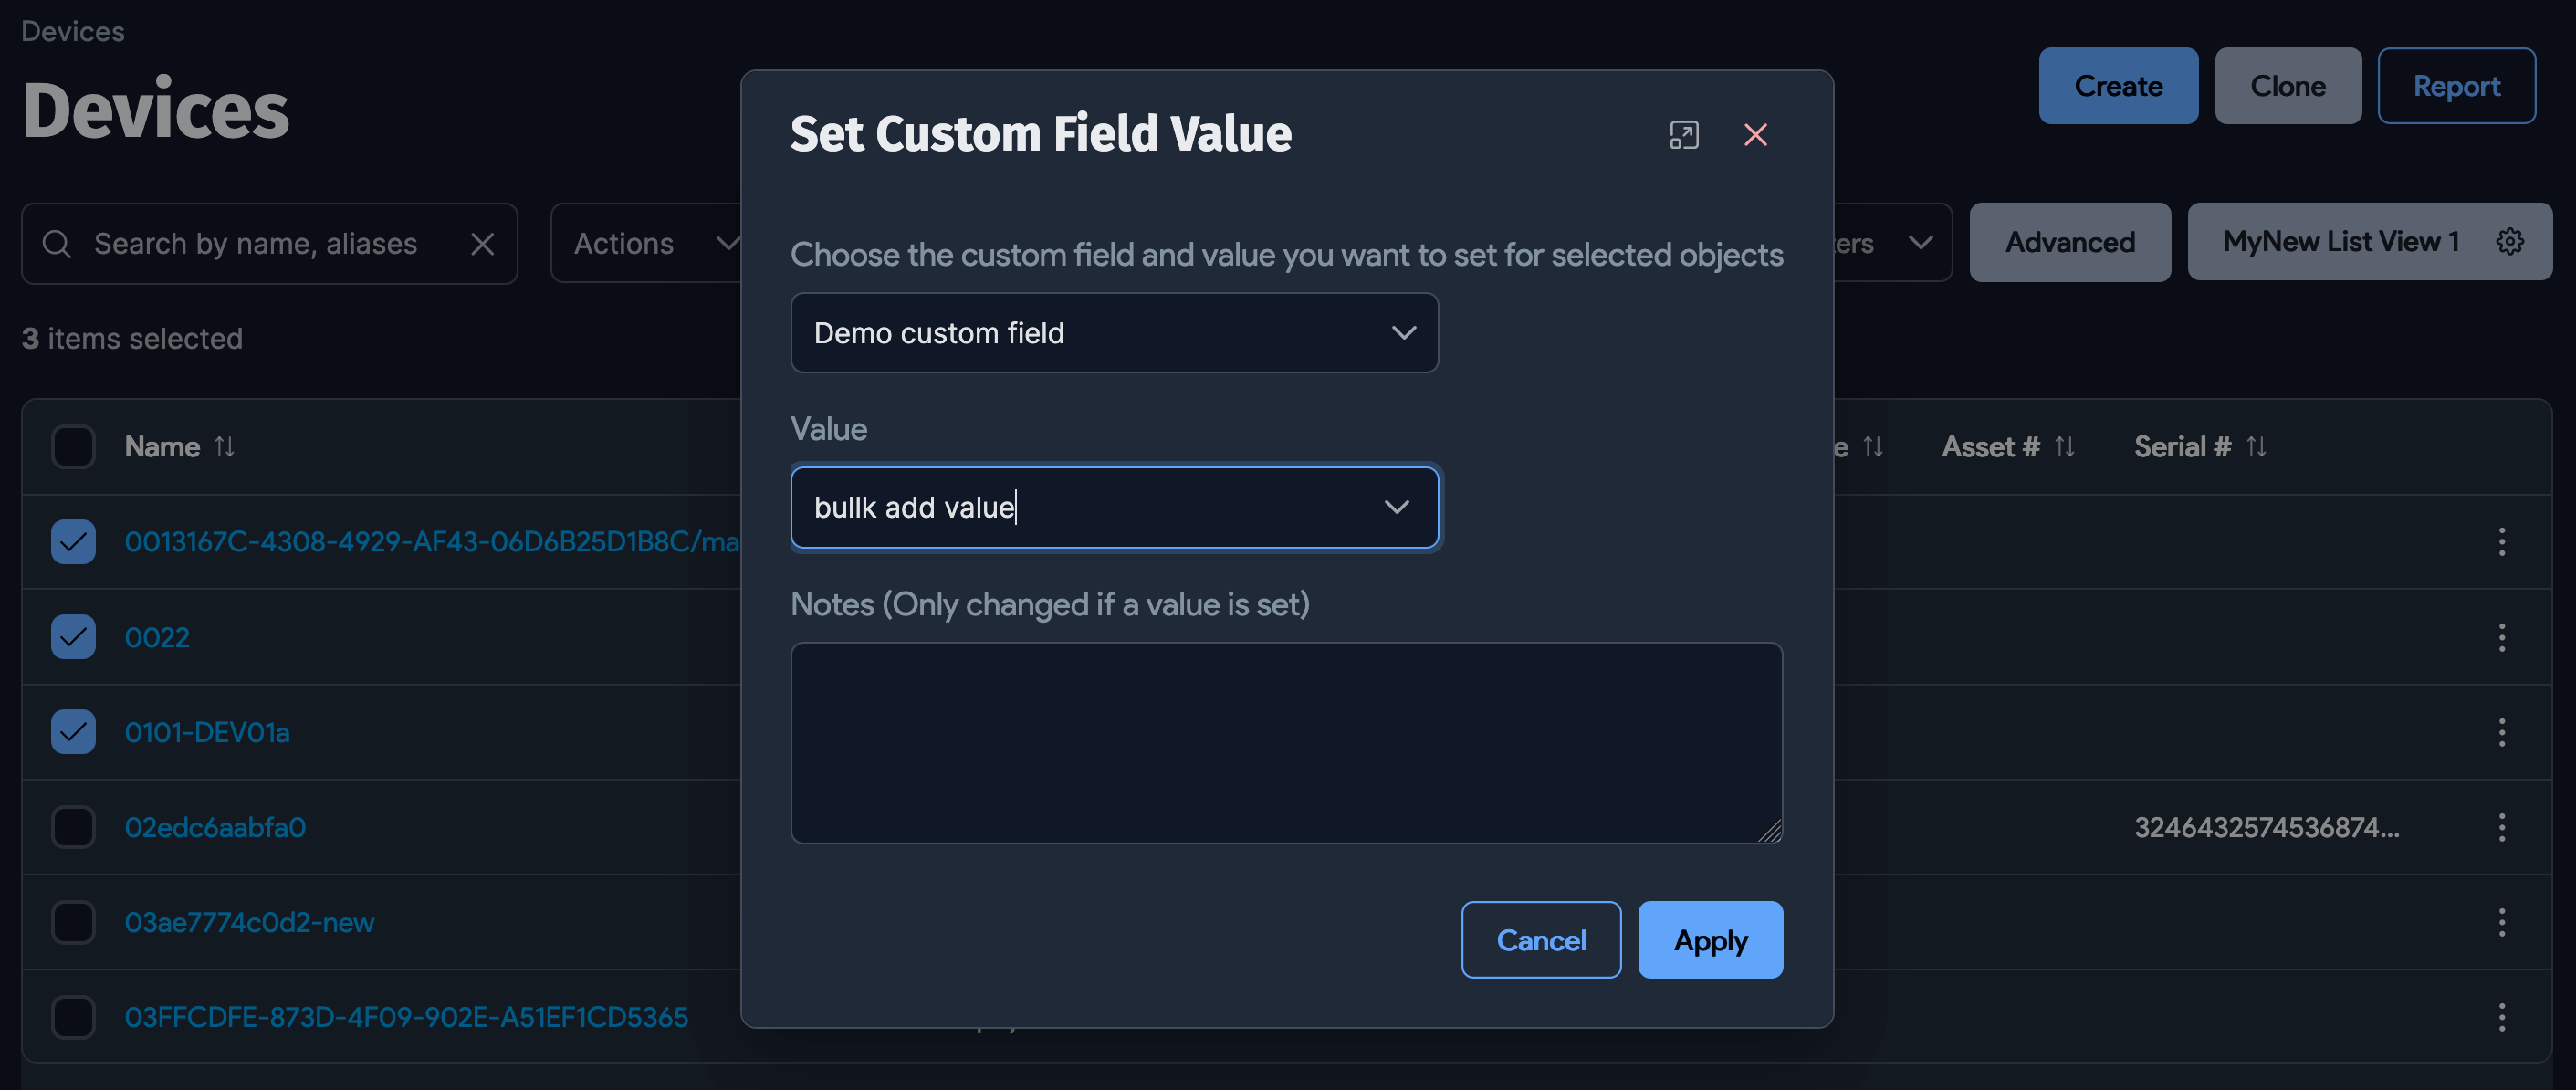 Devices
Devices
Create
Clone
Report
Set Custom Field Value
Search by name, aliases
Actions
ers
Advanced
MyNew List View 1
Choose the custom field and value you want to set for selected objects
Demo custom field
3 items selected
Value
bullk add value
Name
e
Asset #
Serial #
0013167C-4308-4929-AF43-06D6B25D1B8C/ma
Notes (Only changed if a value is set)
0022
0101-DEV01a
02edc6aabfa0
3246432574536874...
03ae7774c0d2-new
Cancel
Apply
03FFCDFE-873D-4F09-902E-A51EF1CD5365